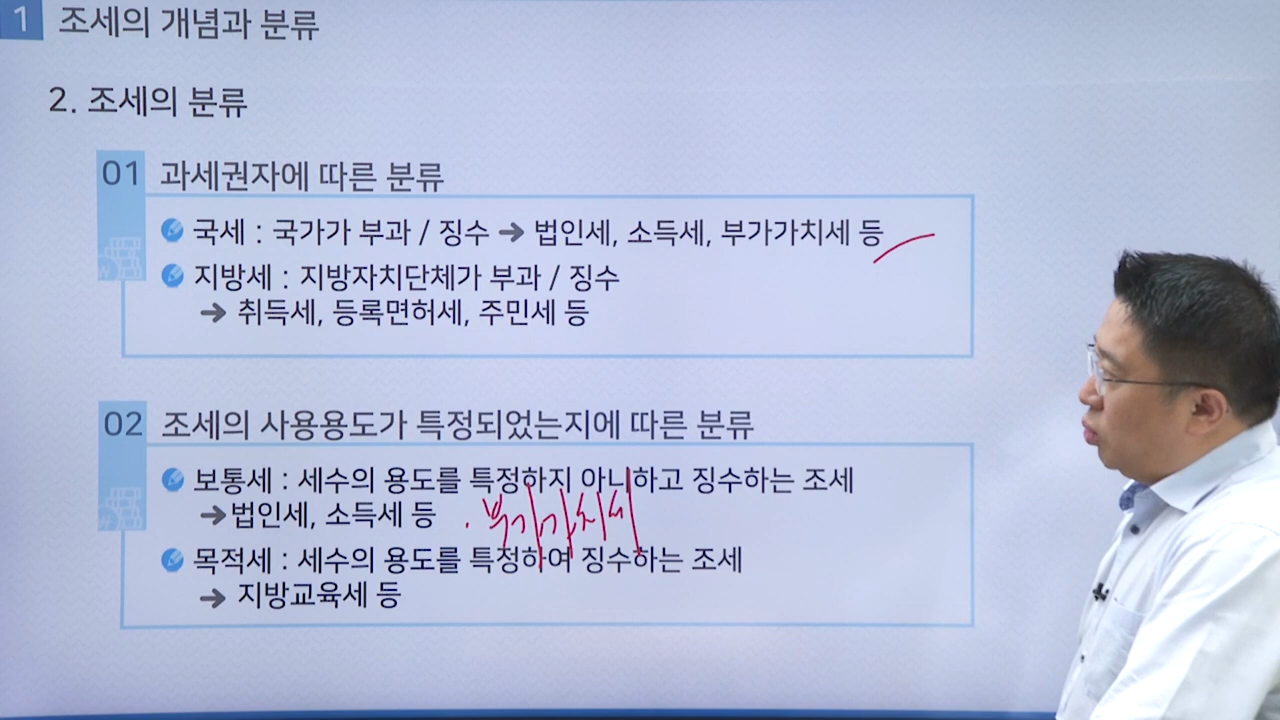 1 조세의 개념과 분류
2. 조세의 분류
01 과세권자에 따른 분류
국세 : 국가가 부과 / 징수 ➔ 법인세, 소득세, 부가가치세 등
지방세 : 지방자치단체가 부과 / 징수
➔ 취득세, 등록면허세, 주민세 등
02 조세의 사용용도가 특정되었는지에 따른 분류
보통세 : 세수의 용도를 특정하지 아니하고 징수하는 조세
➔법인세, 소득세 등 . 부가가치세
목적세 : 세수의 용도를 특정하여 징수하는 조세
➔ 지방교육세 등